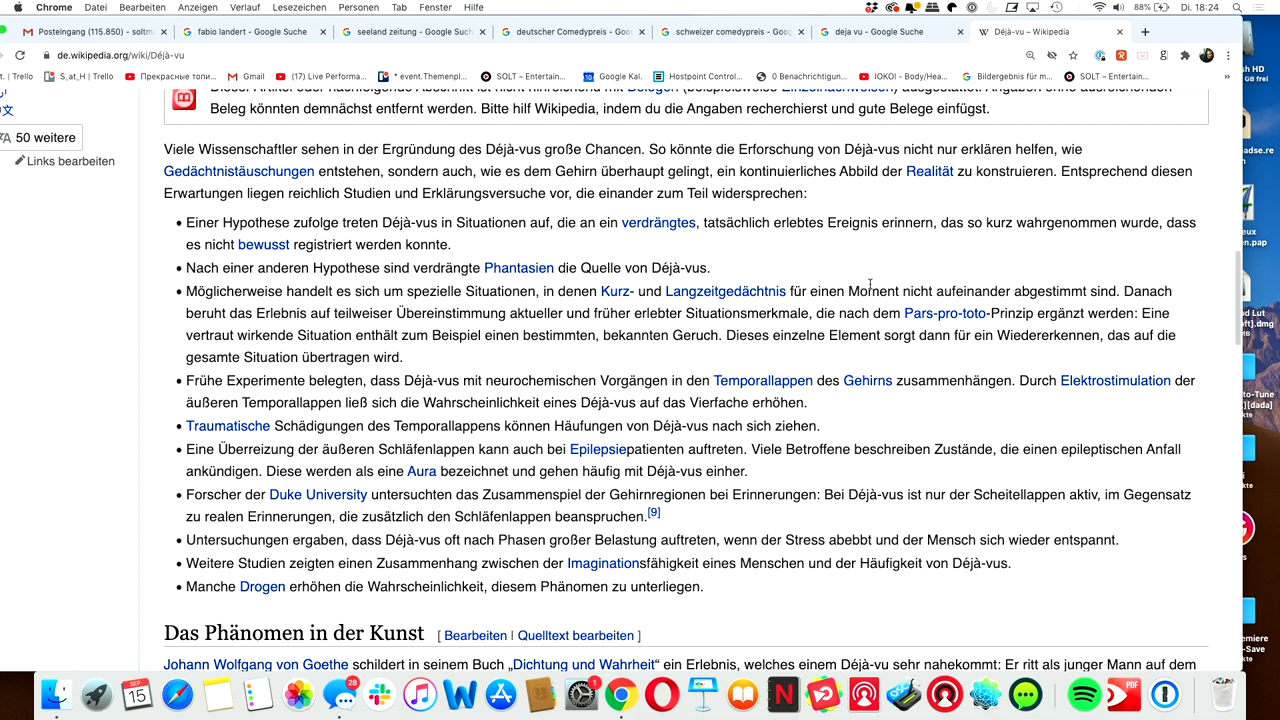 Chrome Datei Bearbeiten Anzeigen Verlauf Lesezeichen Personen Tab Fenster Hilfe 88% Di. 18:24
Posteingang (115.850) - soltm fabio landert - Google Suche seeland zeitung - Google Such deutscher Comedypreis - Goo schweizer comedypreis - Goog deja vu - Google Suche Déjà-vu – Wikipedia
de.wikipedia.org/wiki/Déjà-vu
t. | Trello S_at_H | Trello Прекрасные топи... Gmail (17) Live Performa... * event.Themenpl... SOLT – Entertain... Google Kal. Hostpoint Control... 0 Benachrichtigun... IOKOI - Body/Hea... Bildergebnis für m... SOLT – Entertain...
Beleg könnten demnächst entfernt werden. Bitte hilf Wikipedia, indem du die Angaben recherchierst und gute Belege einfügst.
中文
50 weitere
Links bearbeiten
Viele Wissenschaftler sehen in der Ergründung des Déjà-vus große Chancen. So könnte die Erforschung von Déjà-vus nicht nur erklären helfen, wie
Gedächtnistäuschungen entstehen, sondern auch, wie es dem Gehirn überhaupt gelingt, ein kontinuierliches Abbild der Realität zu konstruieren. Entsprechend diesen
Erwartungen liegen reichlich Studien und Erklärungsversuche vor, die einander zum Teil widersprechen:
• Einer Hypothese zufolge treten Déjà-vus in Situationen auf, die an ein verdrängtes, tatsächlich erlebtes Ereignis erinnern, das so kurz wahrgenommen wurde, dass
es nicht bewusst registriert werden konnte.
• Nach einer anderen Hypothese sind verdrängte Phantasien die Quelle von Déjà-vus.
• Möglicherweise handelt es sich um spezielle Situationen, in denen Kurz- und Langzeitgedächtnis für einen Moment nicht aufeinander abgestimmt sind. Danach
beruht das Erlebnis auf teilweiser Übereinstimmung aktueller und früher erlebter Situationsmerkmale, die nach dem Pars-pro-toto-Prinzip ergänzt werden: Eine
vertraut wirkende Situation enthält zum Beispiel einen bestimmten, bekannten Geruch. Dieses einzelne Element sorgt dann für ein Wiedererkennen, das auf die
gesamte Situation übertragen wird.
• Frühe Experimente belegten, dass Déjà-vus mit neurochemischen Vorgängen in den Temporallappen des Gehirns zusammenhängen. Durch Elektrostimulation der
äußeren Temporallappen ließ sich die Wahrscheinlichkeit eines Déjà-vus auf das Vierfache erhöhen.
• Traumatische Schädigungen des Temporallappens können Häufungen von Déjà-vus nach sich ziehen.
• Eine Überreizung der äußeren Schläfenlappen kann auch bei Epilepsiepatienten auftreten. Viele Betroffene beschreiben Zustände, die einen epileptischen Anfall
ankündigen. Diese werden als eine Aura bezeichnet und gehen häufig mit Déjà-vus einher.
• Forscher der Duke University untersuchten das Zusammenspiel der Gehirnregionen bei Erinnerungen: Bei Déjà-vus ist nur der Scheitellappen aktiv, im Gegensatz
zu realen Erinnerungen, die zusätzlich den Schläfenlappen beanspruchen.[9]
• Untersuchungen ergaben, dass Déjà-vus oft nach Phasen großer Belastung auftreten, wenn der Stress abebbt und der Mensch sich wieder entspannt.
• Weitere Studien zeigten einen Zusammenhang zwischen der Imaginationsfähigkeit eines Menschen und der Häufigkeit von Déjà-vus.
• Manche Drogen erhöhen die Wahrscheinlichkeit, diesem Phänomen zu unterliegen.
Das Phänomen in der Kunst [ Bearbeiten | Quelltext bearbeiten ]
Johann Wolfgang von Goethe schildert in seinem Buch „Dichtung und Wahrheit“ ein Erlebnis, welches einem Déjà-vu sehr nahekommt: Er ritt als junger Mann auf dem
SEP
15
28
1
PDF